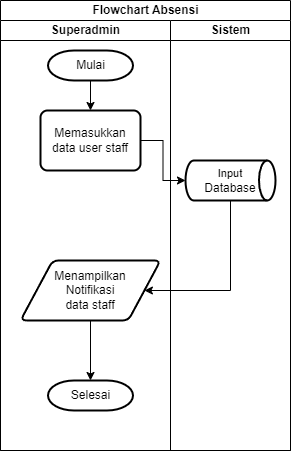 Flowchart Absensi
Superadmin
Sistem
Mulai
Memasukkan
data user staff
Input
Database
Menampilkan
Notifikasi
data staff
Selesai